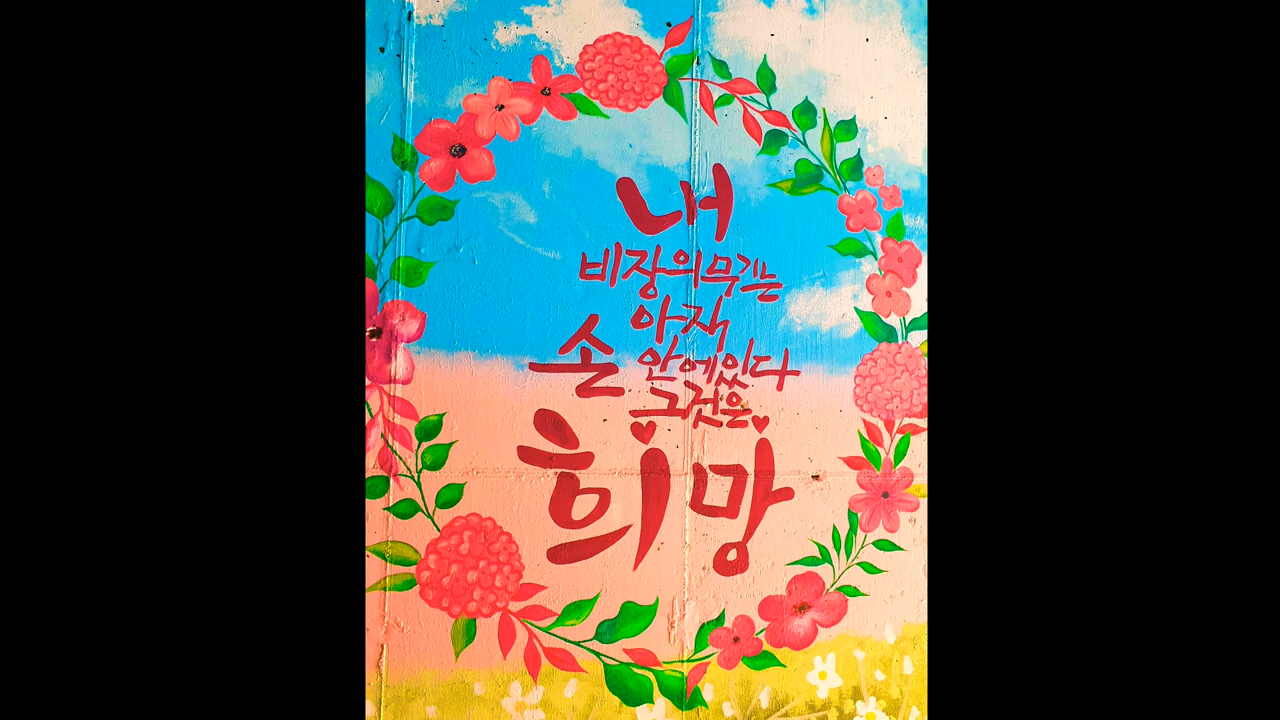 내
비장의무기는
아직
손안에있다
그것은
희망